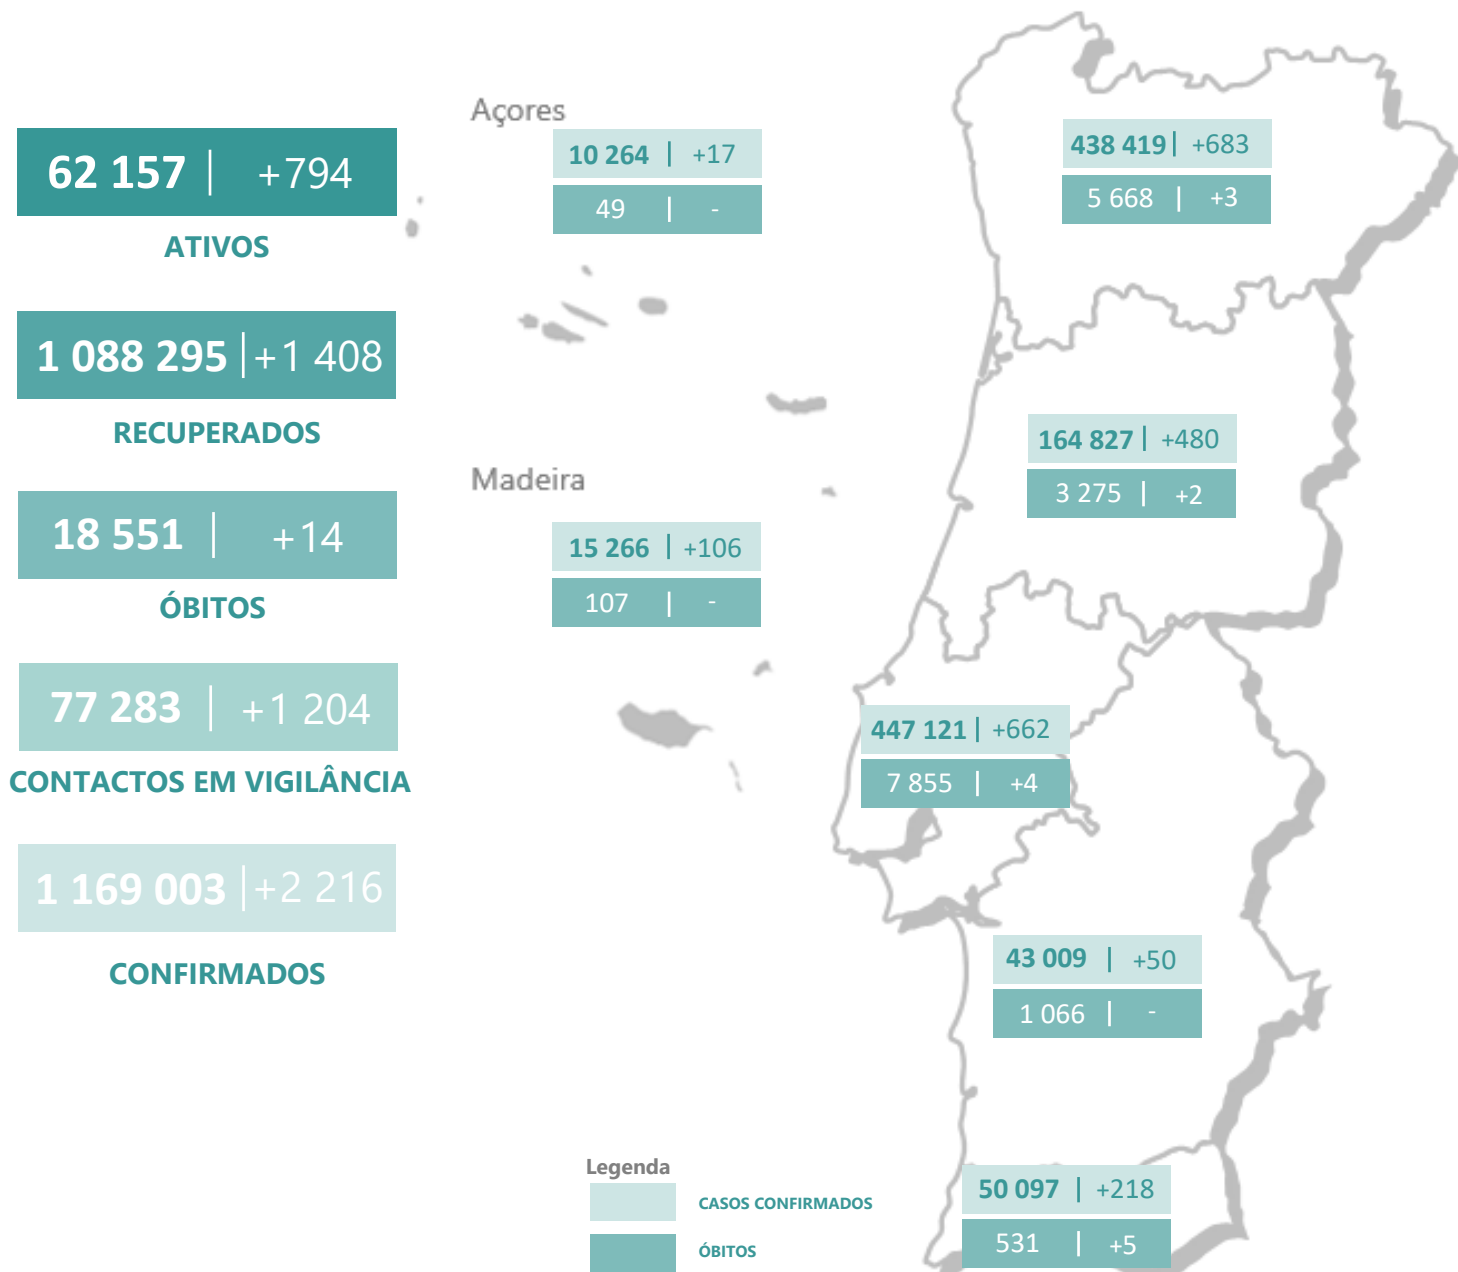 62 157 | +794
ATIVOS
1 088 295 | +1 408
RECUPERADOS
18 551 | +14
ÓBITOS
77 283 | +1 204
CONTACTOS EM VIGILÂNCIA
1 169 003 | +2 216
CONFIRMADOS
Açores
10 264 | +17
49 | -
Madeira
15 266 | +106
107 | -
438 419 | +683
5 668 | +3
164 827 | +480
3 275 | +2
447 121 | +662
7 855 | +4
43 009 | +50
1 066 | -
50 097 | +218
531 | +5
Legenda
CASOS CONFIRMADOS
ÓBITOS